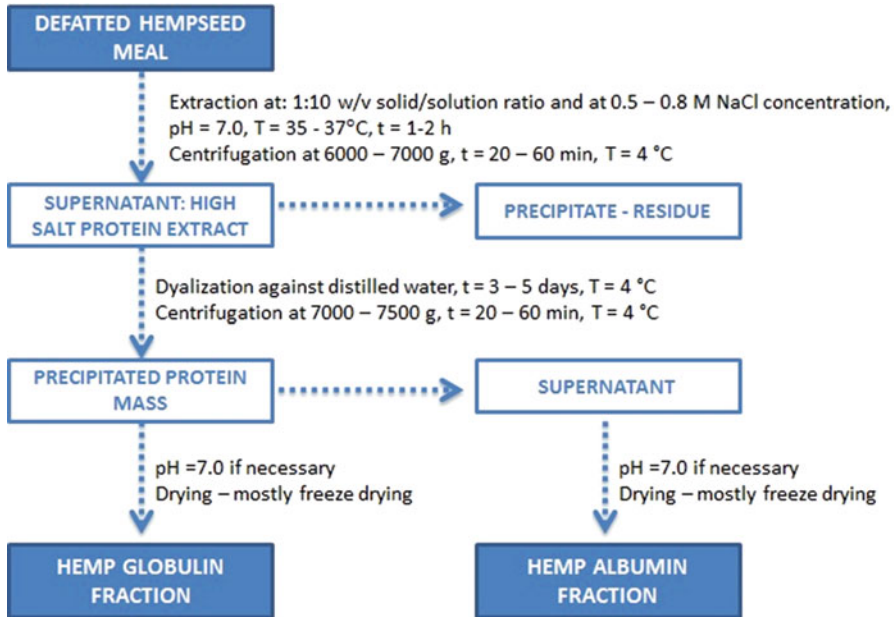 DEFATTED HEMPSEED
MEAL
Extraction at: 1:10 w/v solid/solution ratio and at 0.5 – 0.8 M NaCl concentration,
pH = 7.0, T = 35 - 37°C, t = 1-2 h
Centrifugation at 6000 – 7000 g, t = 20 – 60 min, T = 4 °C
SUPERNATANT: HIGH
SALT PROTEIN EXTRACT
PRECIPITATE - RESIDUE
Dyalization against distilled water, t = 3 – 5 days, T = 4 °C
Centrifugation at 7000 – 7500 g, t = 20 – 60 min, T = 4 °C
PRECIPITATED PROTEIN
MASS
SUPERNATANT
pH =7.0 if necessary
Drying – mostly freeze drying
pH =7.0 if necessary
Drying – mostly freeze drying
HEMP GLOBULIN
FRACTION
HEMP ALBUMIN
FRACTION